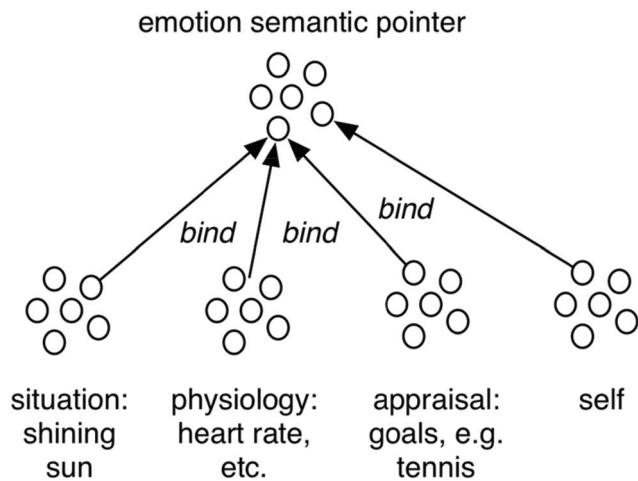 emotion semantic pointer
bind
bind
bind
situation:
shining
sun
physiology:
heart rate,
etc.
appraisal:
goals, e.g.
tennis
self